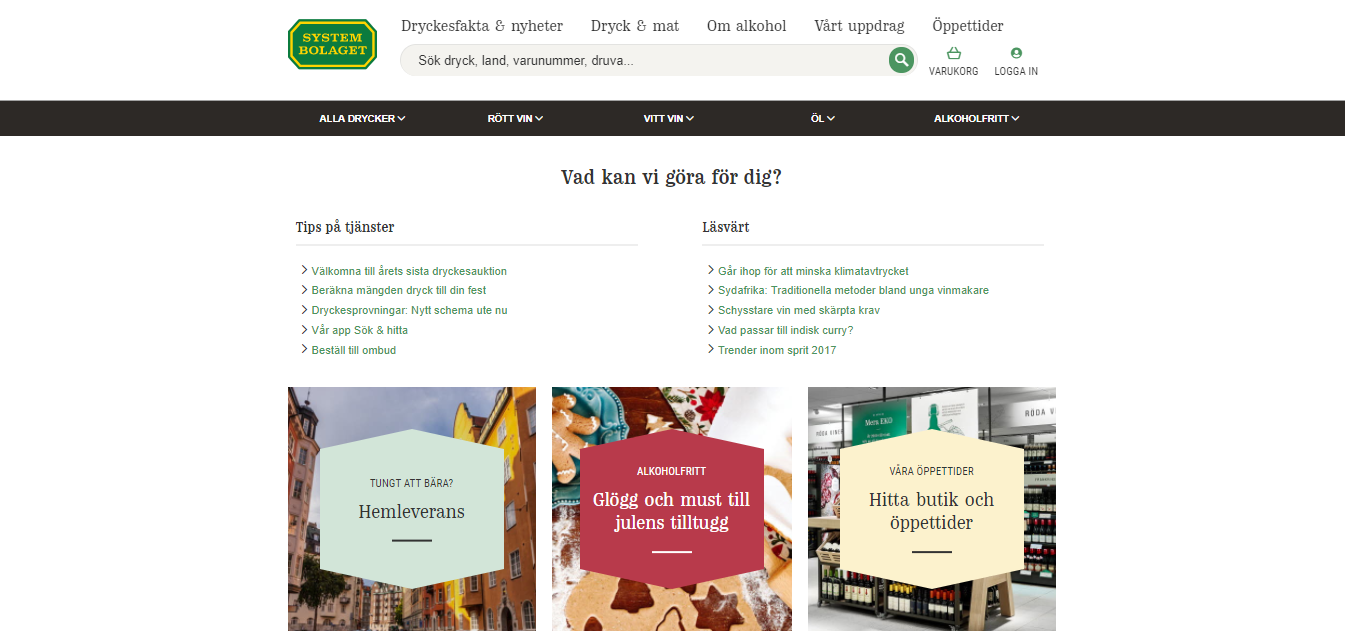 SYSTEM
BOLAGET
Dryckesfakta & nyheter Dryck & mat Om alkohol Vårt uppdrag Öppettider
Sök dryck, land, varunummer, druva...
VARUKORG LOGGA IN
ALLA DRYCKER RÖTT VIN VITT VIN ÖL ALKOHOLFRITT
Vad kan vi göra för dig?
Tips på tjänster
Välkomna till årets sista dryckesauktion
Beräkna mängden dryck till din fest
Dryckesprovningar: Nytt schema ute nu
Vår app Sök & hitta
Beställ till ombud
Läsvärt
Går ihop för att minska klimatavtrycket
Sydafrika: Traditionella metoder bland unga vinmakare
Schysstare vin med skärpta krav
Vad passar till indisk curry?
Trender inom sprit 2017
TUNGT ATT BÄRA?
Hemleverans
ALKOHOLFRITT
Glögg och must till
julens tilltugg
Mera EKO
RÖDA
RÖDA
VÅRA ÖPPETTIDER
Hitta butik och
öppettider